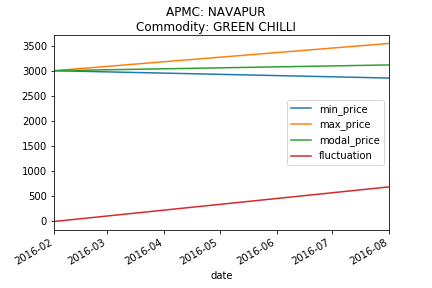 APMC: NAVAPUR
Commodity: GREEN CHILLI
3500
3000
2500
2000
1500
1000
500
0
min_price
max_price
modal_price
fluctuation
2016-02
2016-03
2016-04
2016-05
2016-06
2016-07
2016-08
date